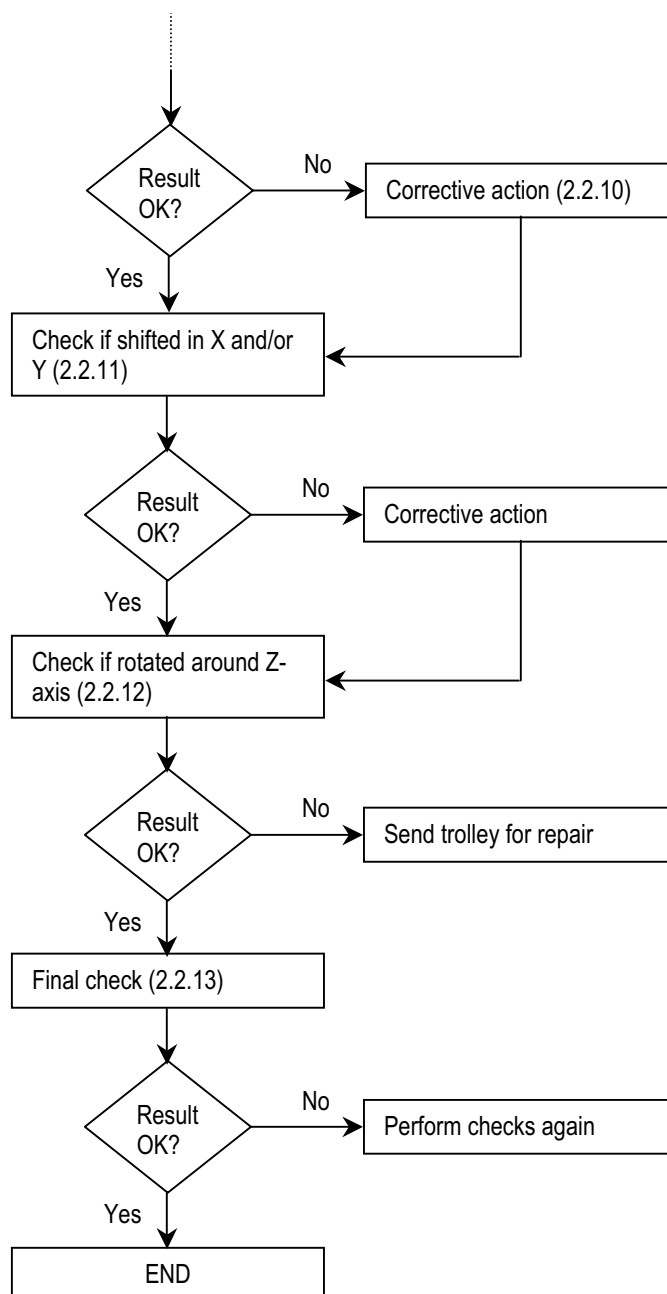 No
Result
OK?
Corrective action (2.2.10)
Yes
Check if shifted in X and/or
Y (2.2.11)
No
Result
OK?
Corrective action
Yes
Check if rotated around Z-
axis (2.2.12)
No
Result
OK?
Send trolley for repair
Yes
Final check (2.2.13)
No
Result
OK?
Perform checks again
Yes
END